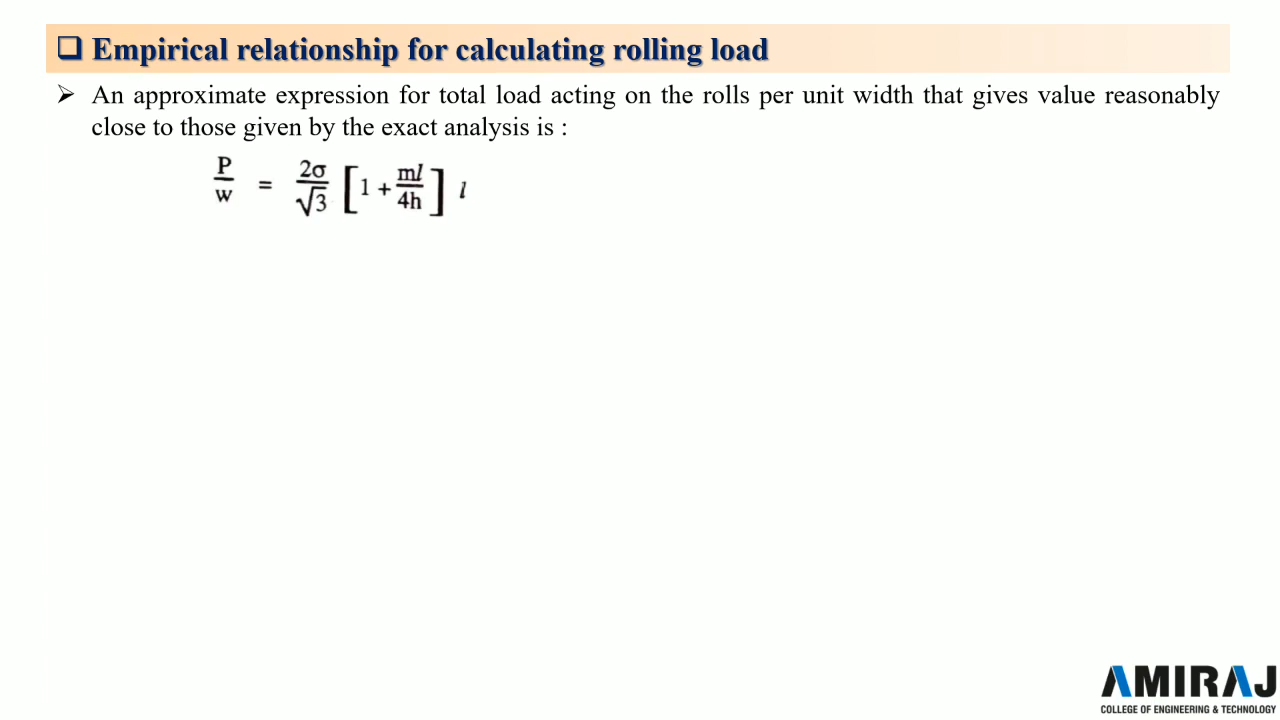 ❑ Empirical relationship for calculating rolling load
➢ An approximate expression for total load acting on the rolls per unit width that gives value reasonably
close to those given by the exact analysis is :
P/w = 2σ/√3 [1 + ml/4h] l
AMIRAJ
COLLEGE OF ENGINEERING & TECHNOLOGY